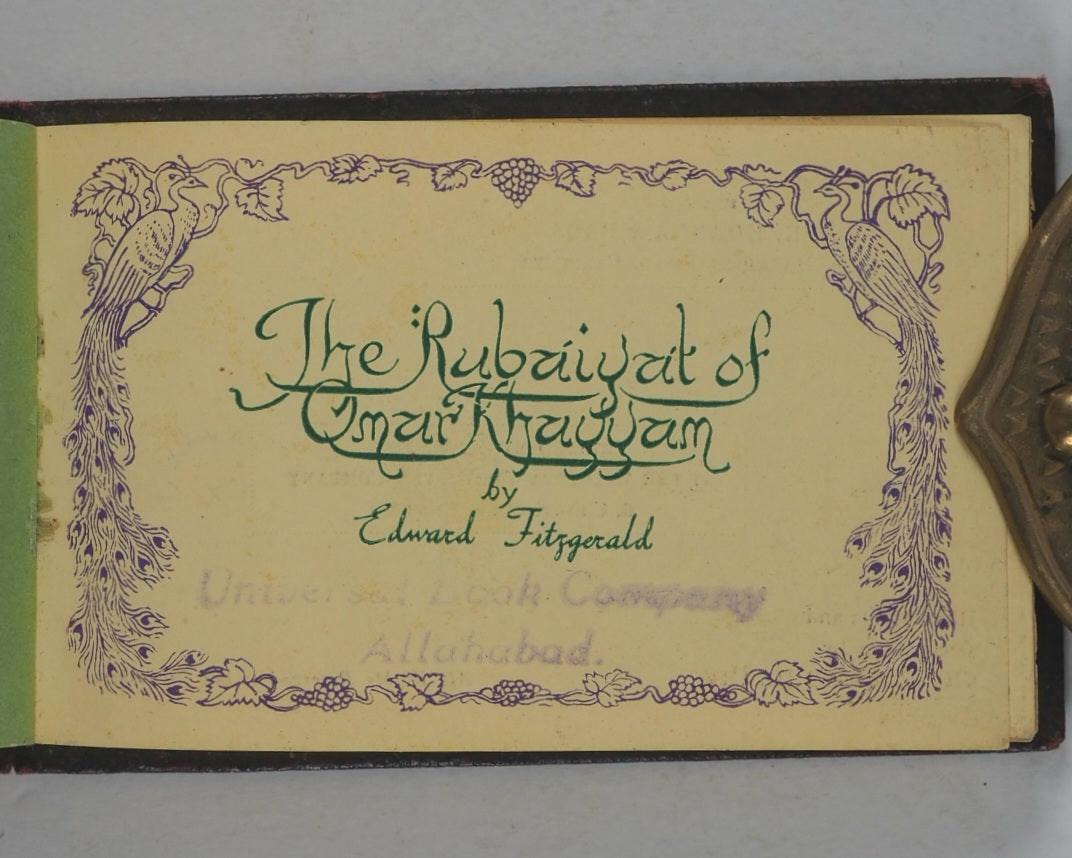 The Rubaiyat of
Omar Khayyam
by
Edward Fitzgerald
Universal Book Company
Allahabad.